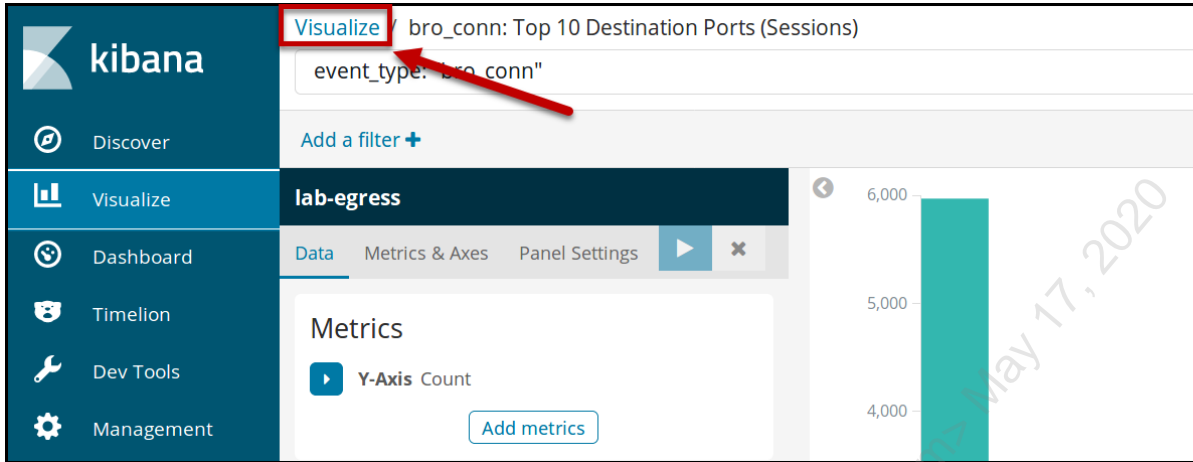 kibana
Discover
Visualize
Dashboard
Timelion
Dev Tools
Management
Visualize / bro_conn: Top 10 Destination Ports (Sessions)
event_type: "bro_conn"
Add a filter +
lab-egress
Data Metrics & Axes Panel Settings
Metrics
Y-Axis Count
Add metrics
6,000
5,000
4,000
May 17, 2020